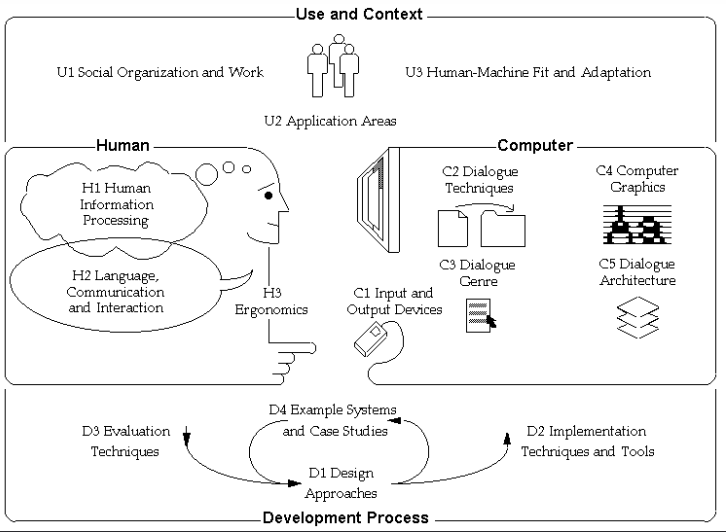 Use and Context
U1 Social Organization and Work
U3 Human-Machine Fit and Adaptation
U2 Application Areas
Human
H1 Human
Information
Processing
H2 Language,
Communication
and Interaction
H3
Ergonomics
Computer
C2 Dialogue
Techniques
C4 Computer
Graphics
C3 Dialogue
Genre
C5 Dialogue
Architecture
C1 Input and
Output Devices
D4 Example Systems
and Case Studies
D3 Evaluation
Techniques
D2 Implementation
Techniques and Tools
D1 Design
Approaches
Development Process